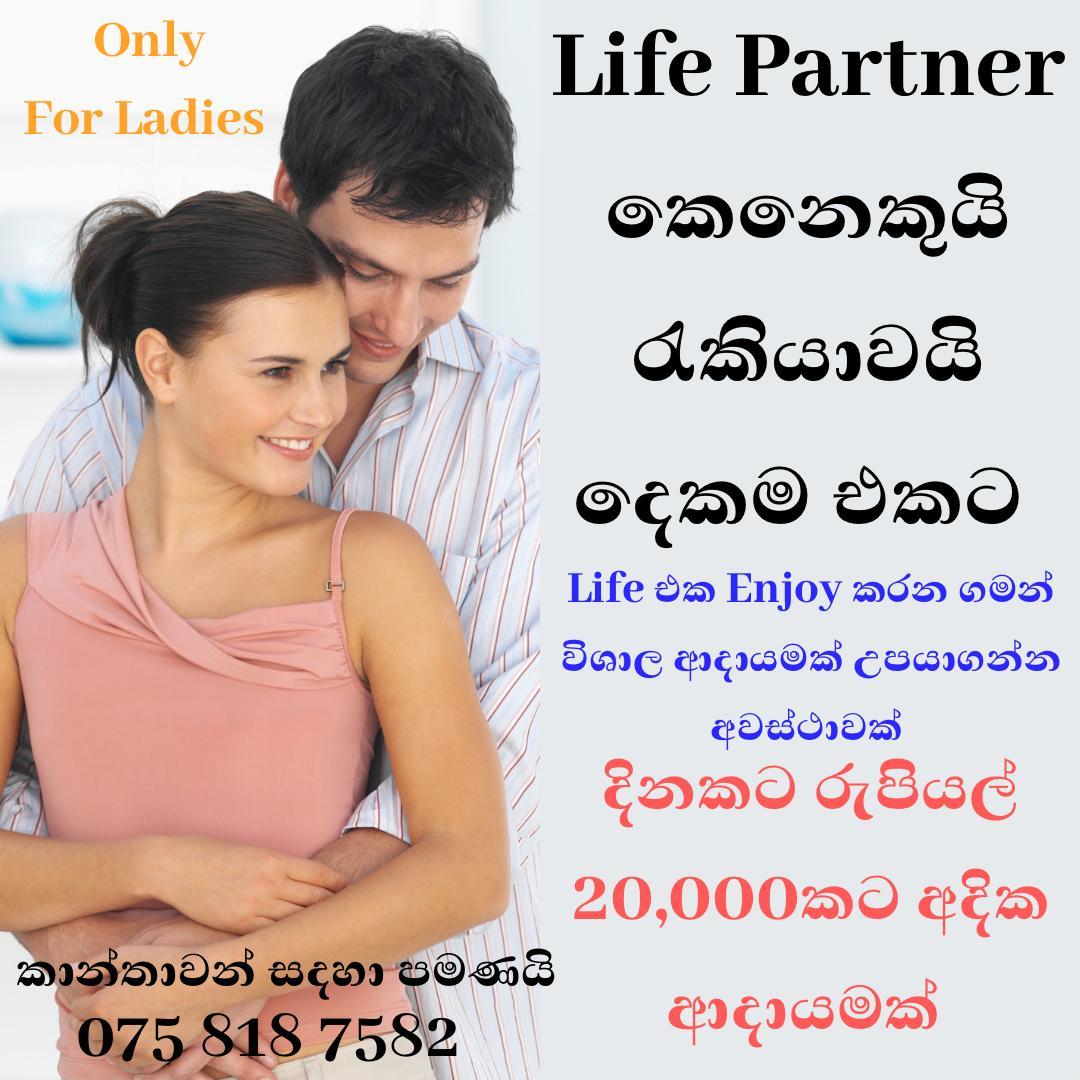 Only
For Ladies
Life Partner
කෙනෙකුයි
රැකියාවයි
දෙකම එකට
Life එක Enjoy කරන ගමන්
විශාල ආදායමක් උපයාගන්න
අවස්ථාවක්
දිනකට රුපියල්
20,000කට අදික
ආදායමක්
කාන්තාවන් සදහා පමණයි
075 818 7582